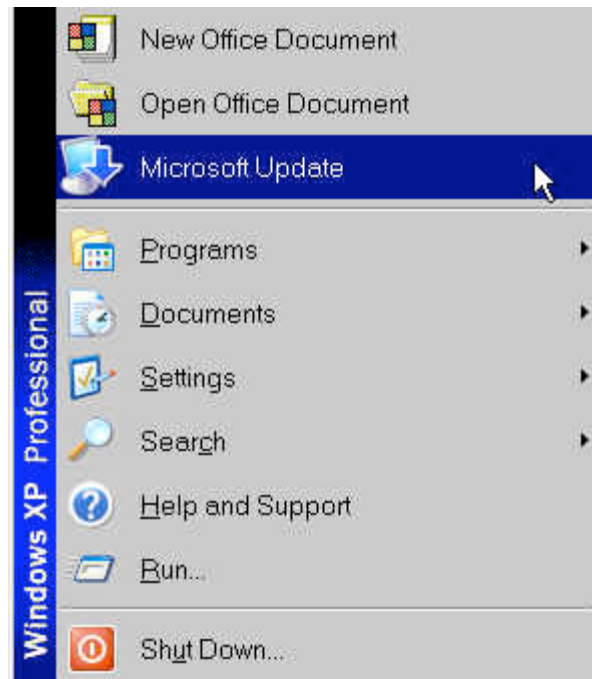 New Office Document
Open Office Document
Microsoft Update
Programs
Documents
Settings
Search
Help and Support
Run...
Shut Down...
Windows XP Professional